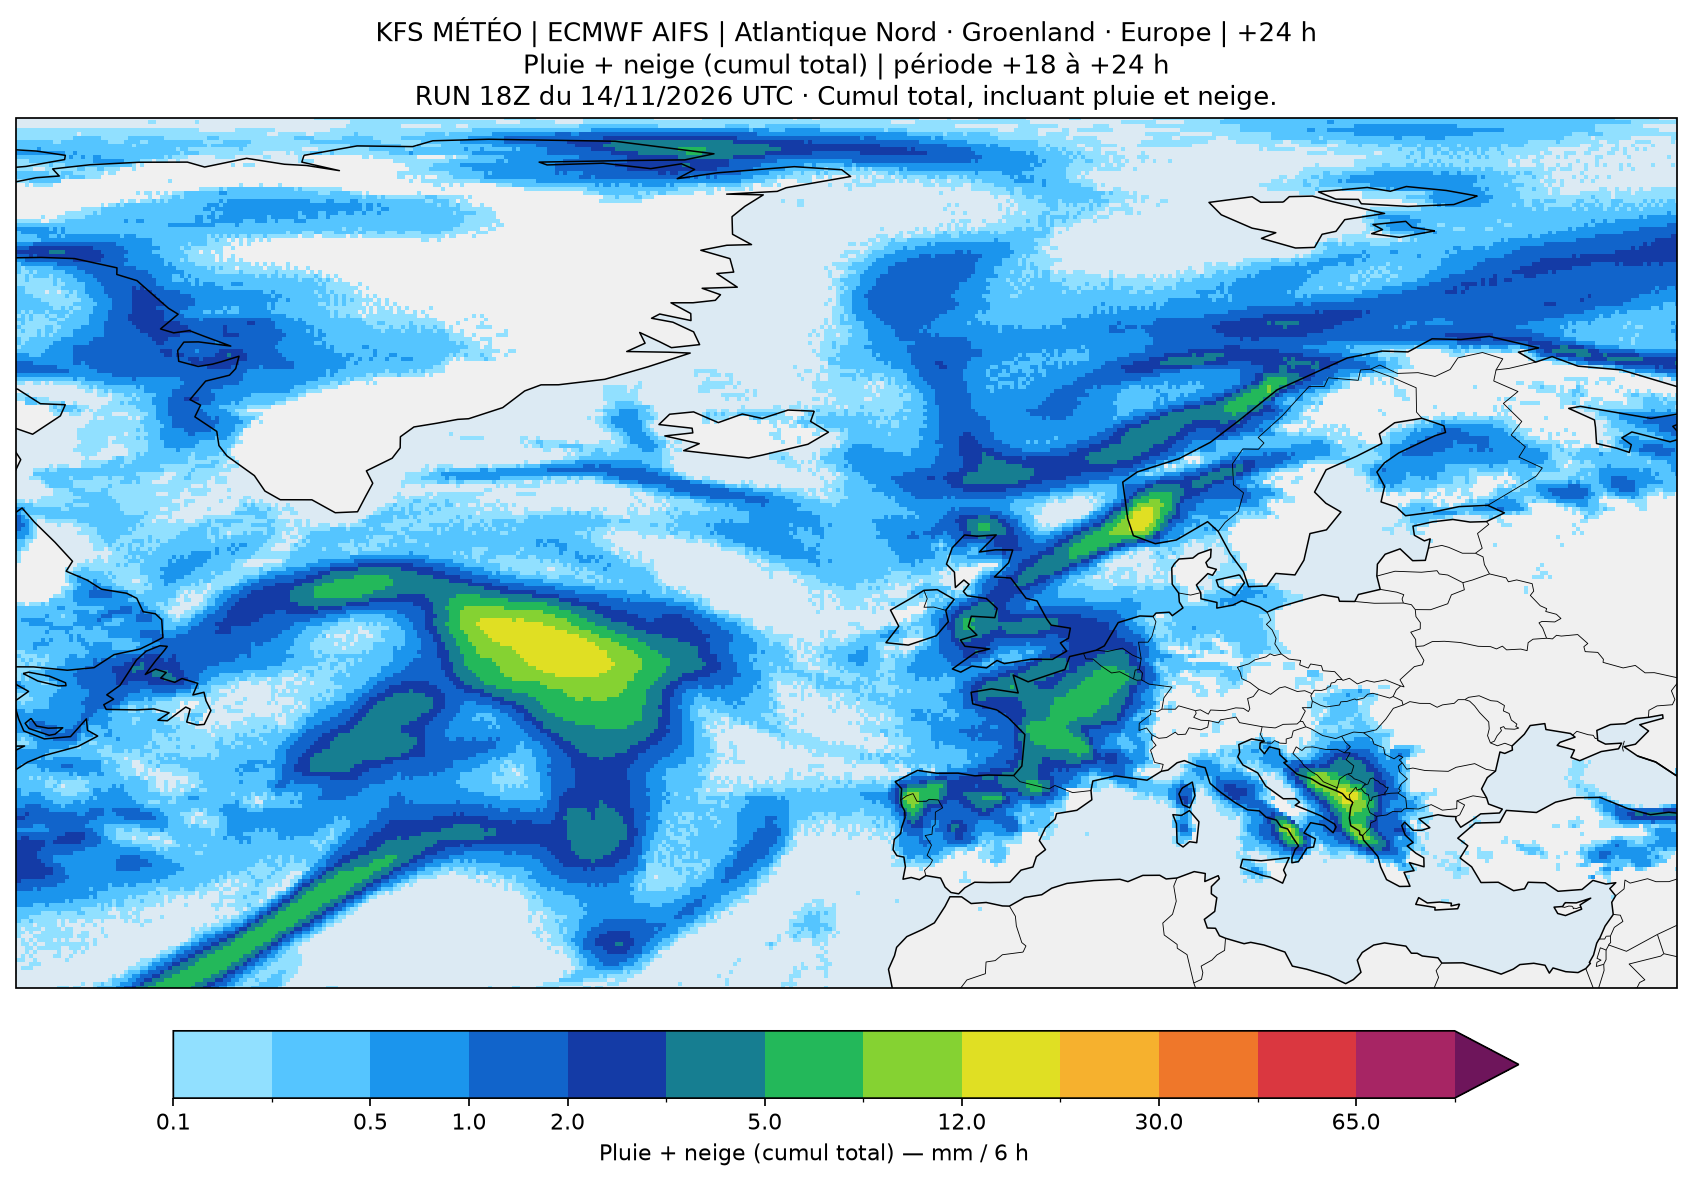 KFS MÉTÉO | ECMWF AIFS | Atlantique Nord · Groenland · Europe | +24 h
Pluie + neige (cumul total) | période +18 à +24 h
RUN 18Z du 14/11/2026 UTC · Cumul total, incluant pluie et neige.
0.1 0.5 1.0 2.0 5.0 12.0 30.0 65.0
Pluie + neige (cumul total) — mm / 6 h